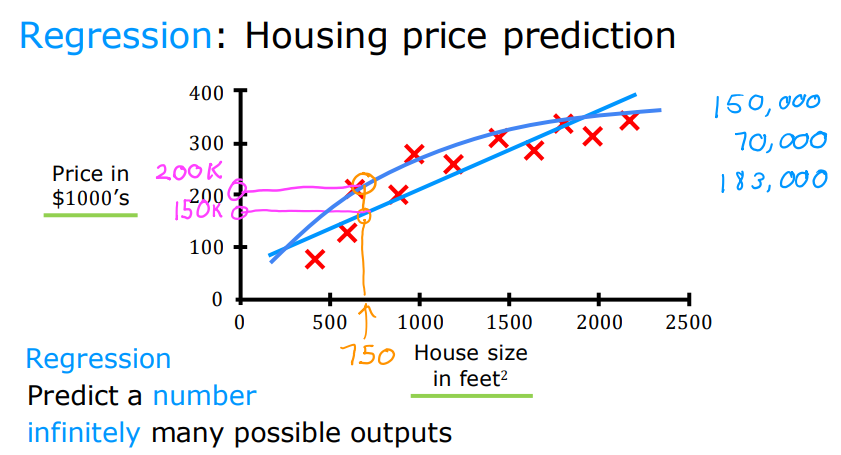 Regression: Housing price prediction
400
300
200
100
0
Price in
$1000's
200K
150K
150,000
70,000
183,000
0 500 1000 1500 2000 2500
750
House size
in feet²
Regression
Predict a number
infinitely many possible outputs